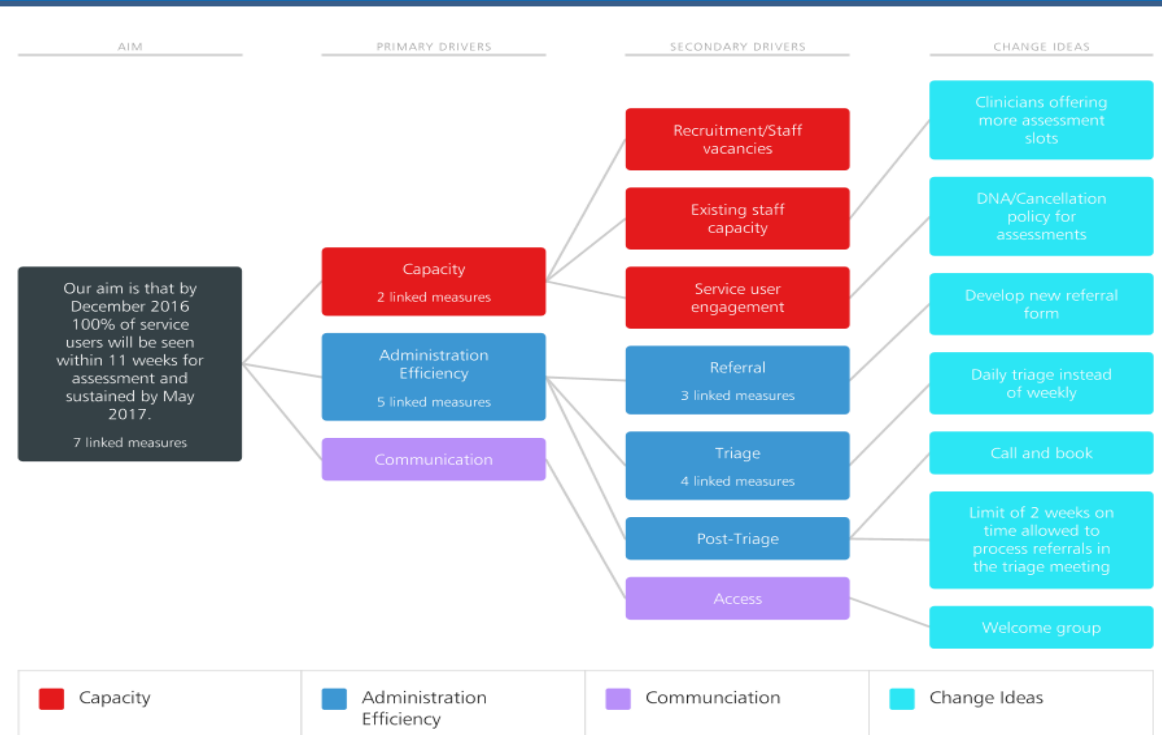 AIM
PRIMARY DRIVERS
SECONDARY DRIVERS
CHANGE IDEAS
Our aim is that by
December 2016
100% of service
users will be seen
within 11 weeks for
assessment and
sustained by May
2017.
7 linked measures
Capacity
2 linked measures
Administration
Efficiency
5 linked measures
Communication
Recruitment/Staff
vacancies
Existing staff
capacity
Service user
engagement
Referral
3 linked measures
Triage
4 linked measures
Post-Triage
Access
Clinicians offering
more assessment
slots
DNA/Cancellation
policy for
assessments
Develop new referral
form
Daily triage instead
of weekly
Call and book
Limit of 2 weeks on
time allowed to
process referrals in
the triage meeting
Welcome group
Capacity
Administration
Efficiency
Communciation
Change Ideas